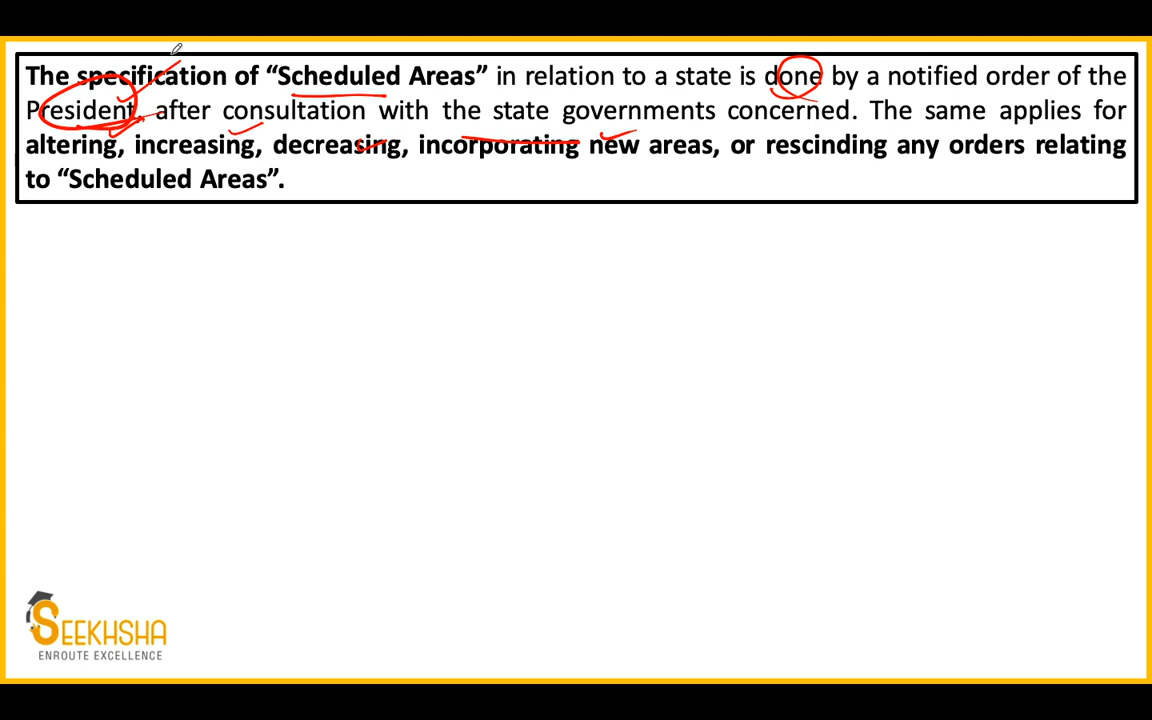 The specification of “Scheduled Areas” in relation to a state is done by a notified order of the
President, after consultation with the state governments concerned. The same applies for
altering, increasing, decreasing, incorporating new areas, or rescinding any orders relating
to “Scheduled Areas”.
SEEKHSHA
ENROUTE EXCELLENCE